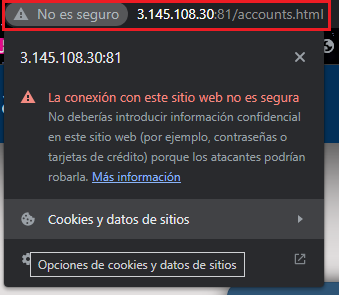 No es seguro 3.145.108.30:81/accounts.html
3.145.108.30:81
La conexión con este sitio web no es segura
No deberías introducir información confidencial
en este sitio web (por ejemplo, contraseñas o
tarjetas de crédito) porque los atacantes podrían
robarla. Más información
Cookies y datos de sitios
Opciones de cookies y datos de sitios